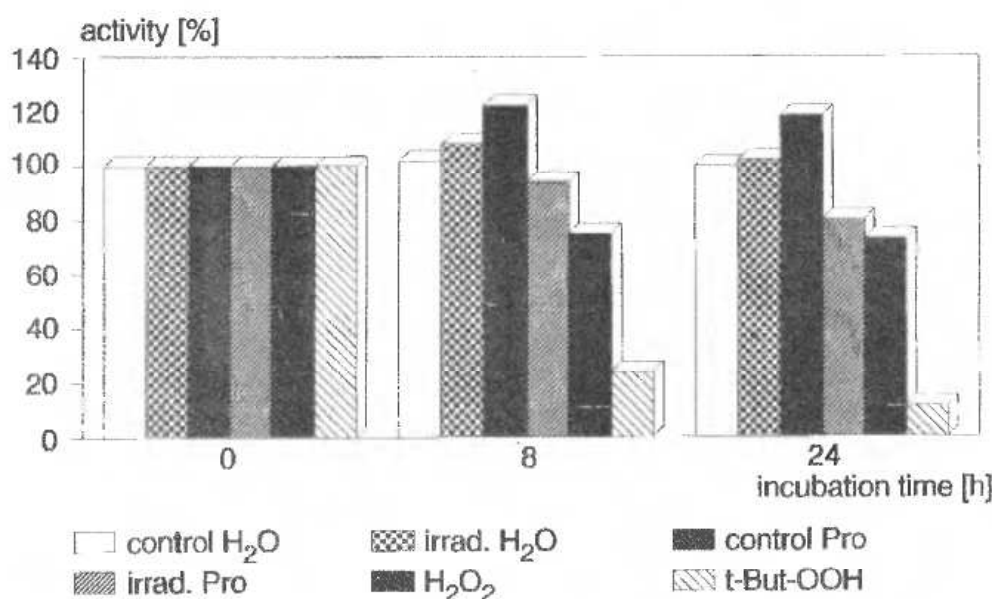 activity [%]
140
120
100
80
60
40
20
0
0 8 24
incubation time [h]
control H₂O irrad. H₂O control Pro
irrad. Pro H₂O₂ t-But-OOH